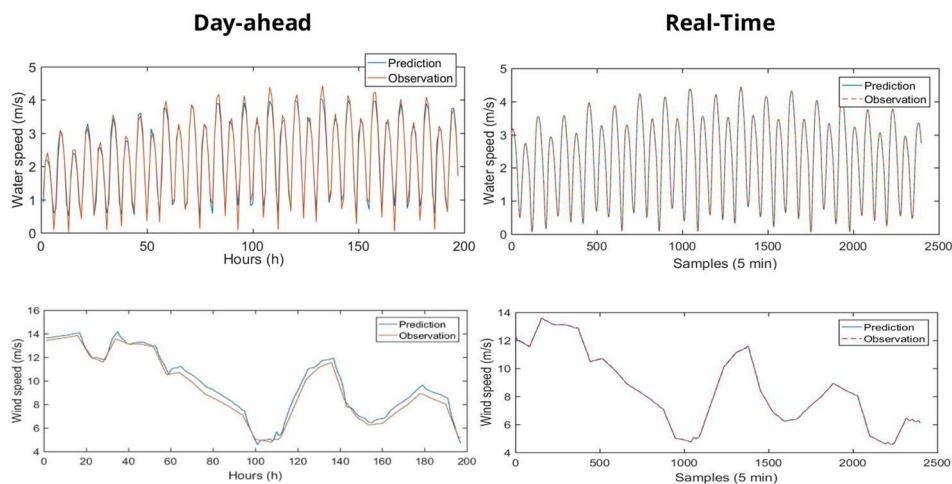 Day-ahead
Real-Time
Prediction
Observation
5
4
3
2
1
0
Water speed (m/s)
0 50 100 150 200
Hours (h)
Prediction
Observation
5
4
3
2
1
0
Water speed (m/s)
0 500 1000 1500 2000 2500
Samples (5 min)
Prediction
Observation
16
14
12
10
8
6
4
Wind speed (m/s)
0 20 40 60 80 100 120 140 160 180 200
Hours (h)
Prediction
Observation
14
12
10
8
6
4
Wind speed (m/s)
0 500 1000 1500 2000 2500
Samples (5 min)